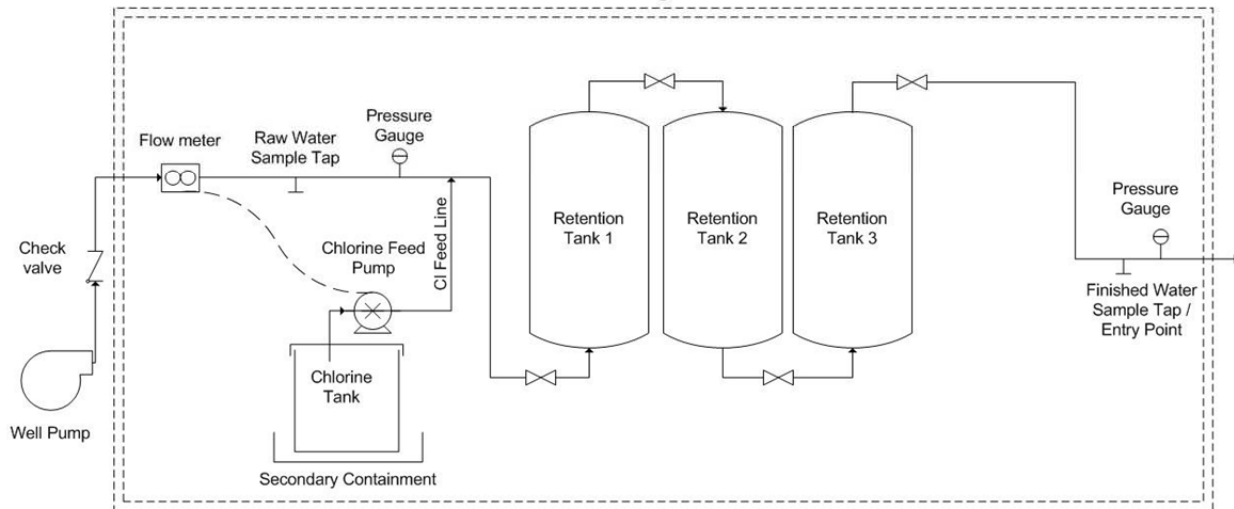 Flow meter
Raw Water
Sample Tap
Pressure
Gauge
Check
valve
Well Pump
Chlorine Feed
Pump
Cl Feed Line
Chlorine
Tank
Secondary Containment
Retention
Tank 1
Retention
Tank 2
Retention
Tank 3
Pressure
Gauge
Finished Water
Sample Tap /
Entry Point